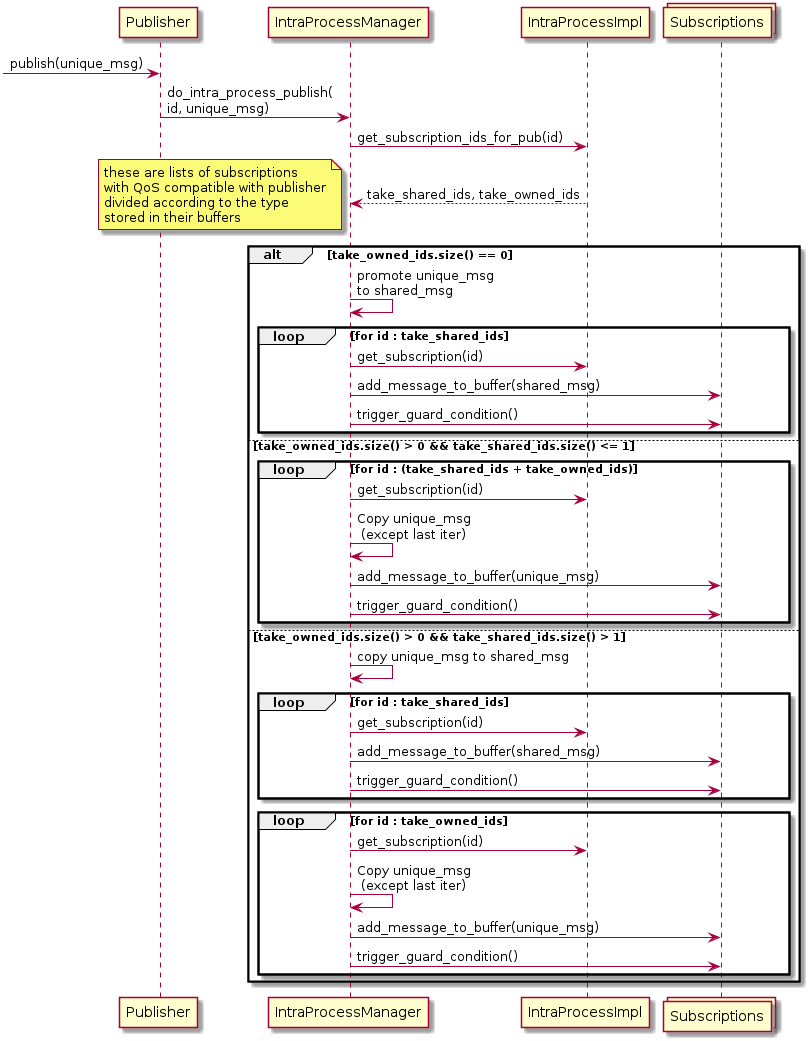 Publisher
IntraProcessManager
IntraProcessImpl
Subscriptions
publish(unique_msg)
do_intra_process_publish(
id, unique_msg)
get_subscription_ids_for_pub(id)
these are lists of subscriptions
with QoS compatible with publisher
divided according to the type
stored in their buffers
take_shared_ids, take_owned_ids
alt
[take_owned_ids.size() == 0]
promote unique_msg
to shared_msg
loop
[for id : take_shared_ids]
get_subscription(id)
add_message_to_buffer(shared_msg)
trigger_guard_condition()
[take_owned_ids.size() > 0 && take_shared_ids.size() <= 1]
loop
[for id : (take_shared_ids + take_owned_ids)]
get_subscription(id)
Copy unique_msg
(except last iter)
add_message_to_buffer(unique_msg)
trigger_guard_condition()
[take_owned_ids.size() > 0 && take_shared_ids.size() > 1]
copy unique_msg to shared_msg
loop
[for id : take_shared_ids]
get_subscription(id)
add_message_to_buffer(shared_msg)
trigger_guard_condition()
loop
[for id : take_owned_ids]
get_subscription(id)
Copy unique_msg
(except last iter)
add_message_to_buffer(unique_msg)
trigger_guard_condition()
Publisher
IntraProcessManager
IntraProcessImpl
Subscriptions